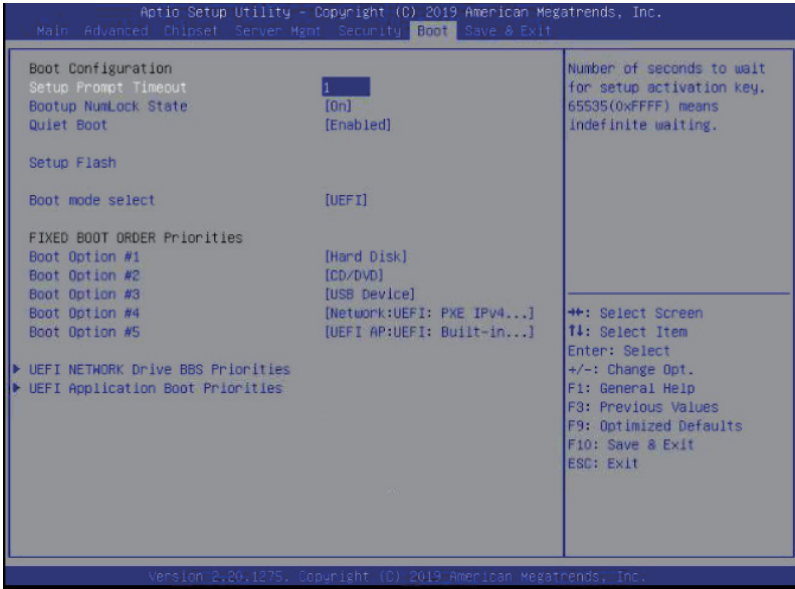 Aptio Setup Utility - Copyright (C) 2019 American Megatrends, Inc.
Main Advanced Chipset Server Mgmt Security Boot Save & Exit
Boot Configuration
Setup Prompt Timeout 1
Bootup NumLock State [On]
Quiet Boot [Enabled]
Setup Flash
Boot mode select [UEFI]
FIXED BOOT ORDER Priorities
Boot Option #1 [Hard Disk]
Boot Option #2 [CD/DVD]
Boot Option #3 [USB Device]
Boot Option #4 [Network:UEFI: PXE IPv4...]
Boot Option #5 [UEFI AP:UEFI: Built-in...]
UEFI NETWORK Drive BBS Priorities
UEFI Application Boot Priorities
Number of seconds to wait
for setup activation key.
65535(0xFFFF) means
indefinite waiting.
→←: Select Screen
↑↓: Select Item
Enter: Select
+/-: Change Opt.
F1: General Help
F3: Previous Values
F9: Optimized Defaults
F10: Save & Exit
ESC: Exit
Version 2.20.1275. Copyright (C) 2019 American Megatrends, Inc.